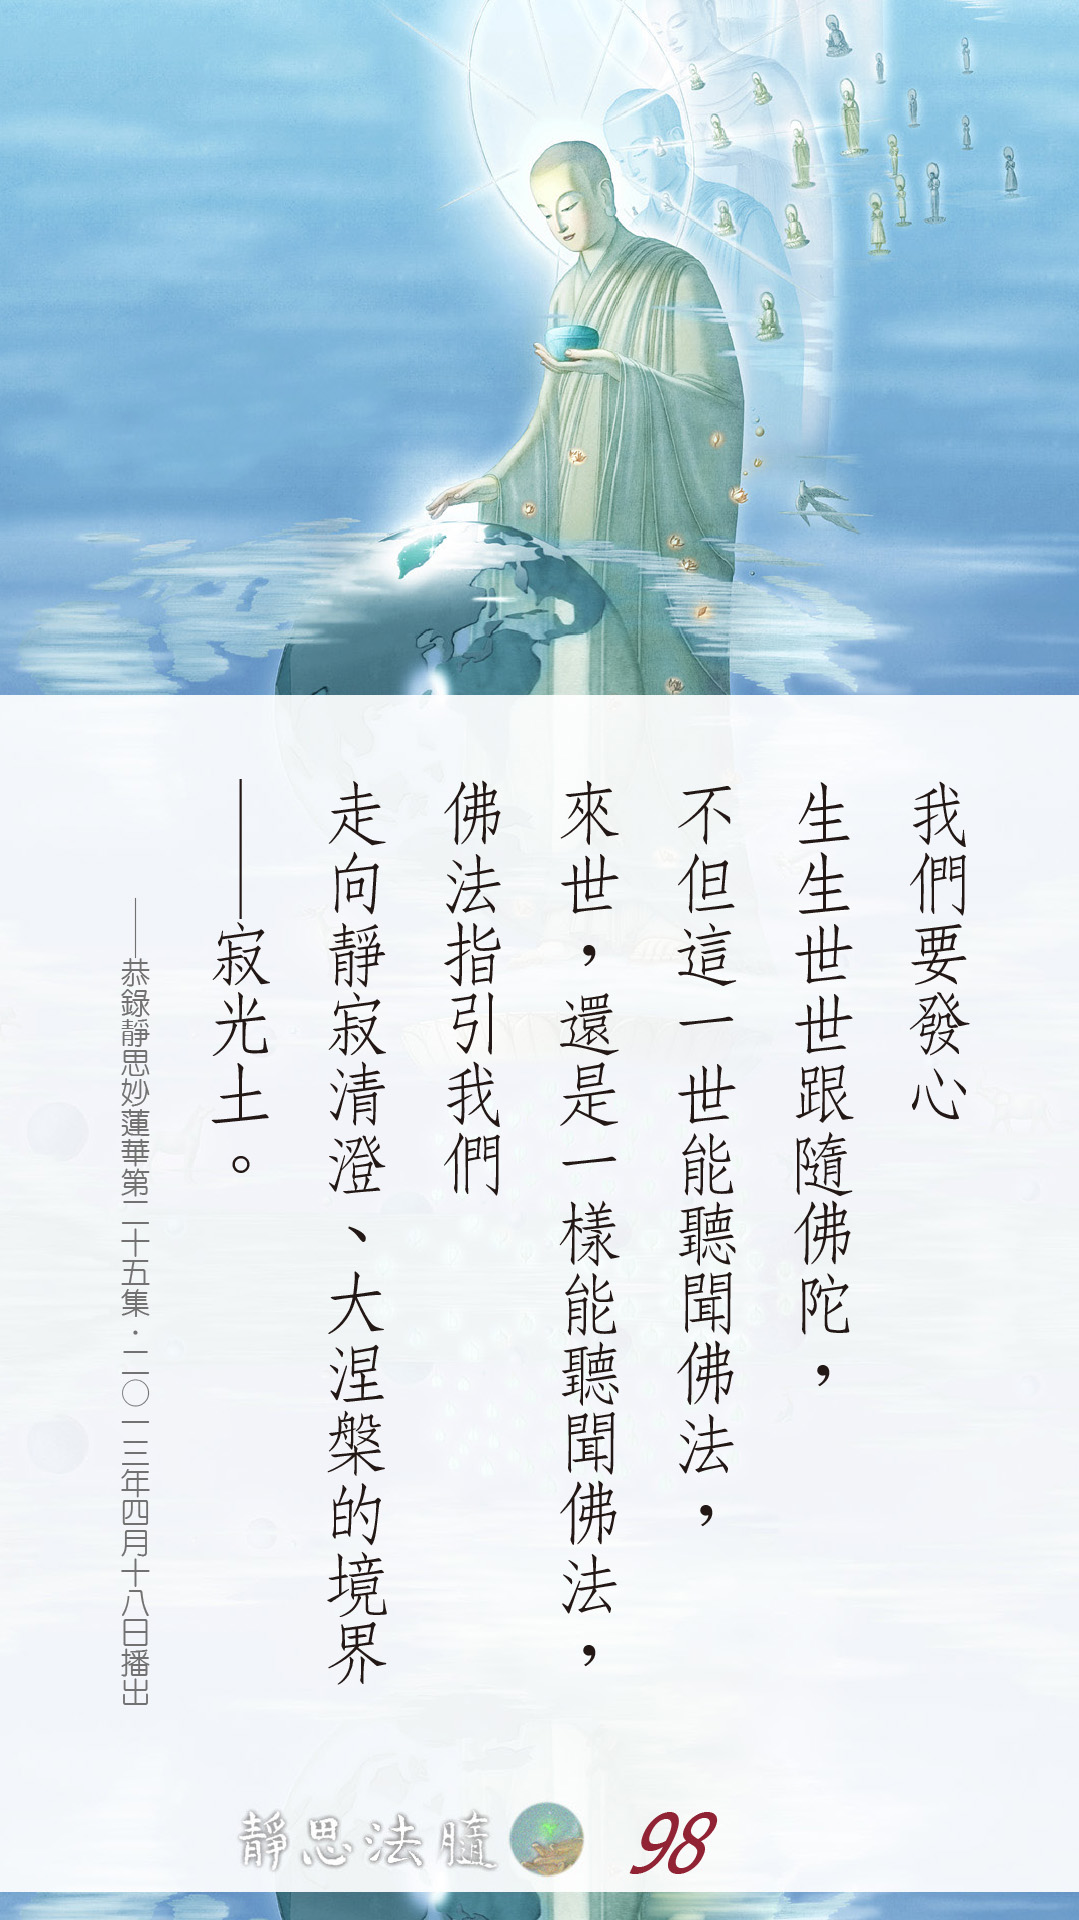 我們要發心
生生世世跟隨佛陀，
不但這一世能聽聞佛法，
來世，還是一樣能聽聞佛法，
佛法指引我們
走向靜寂清澄、大涅槃的境界
——寂光土。
——恭錄靜思妙蓮華第二十五集．二〇一三年四月十八日播出
靜思法髓
98